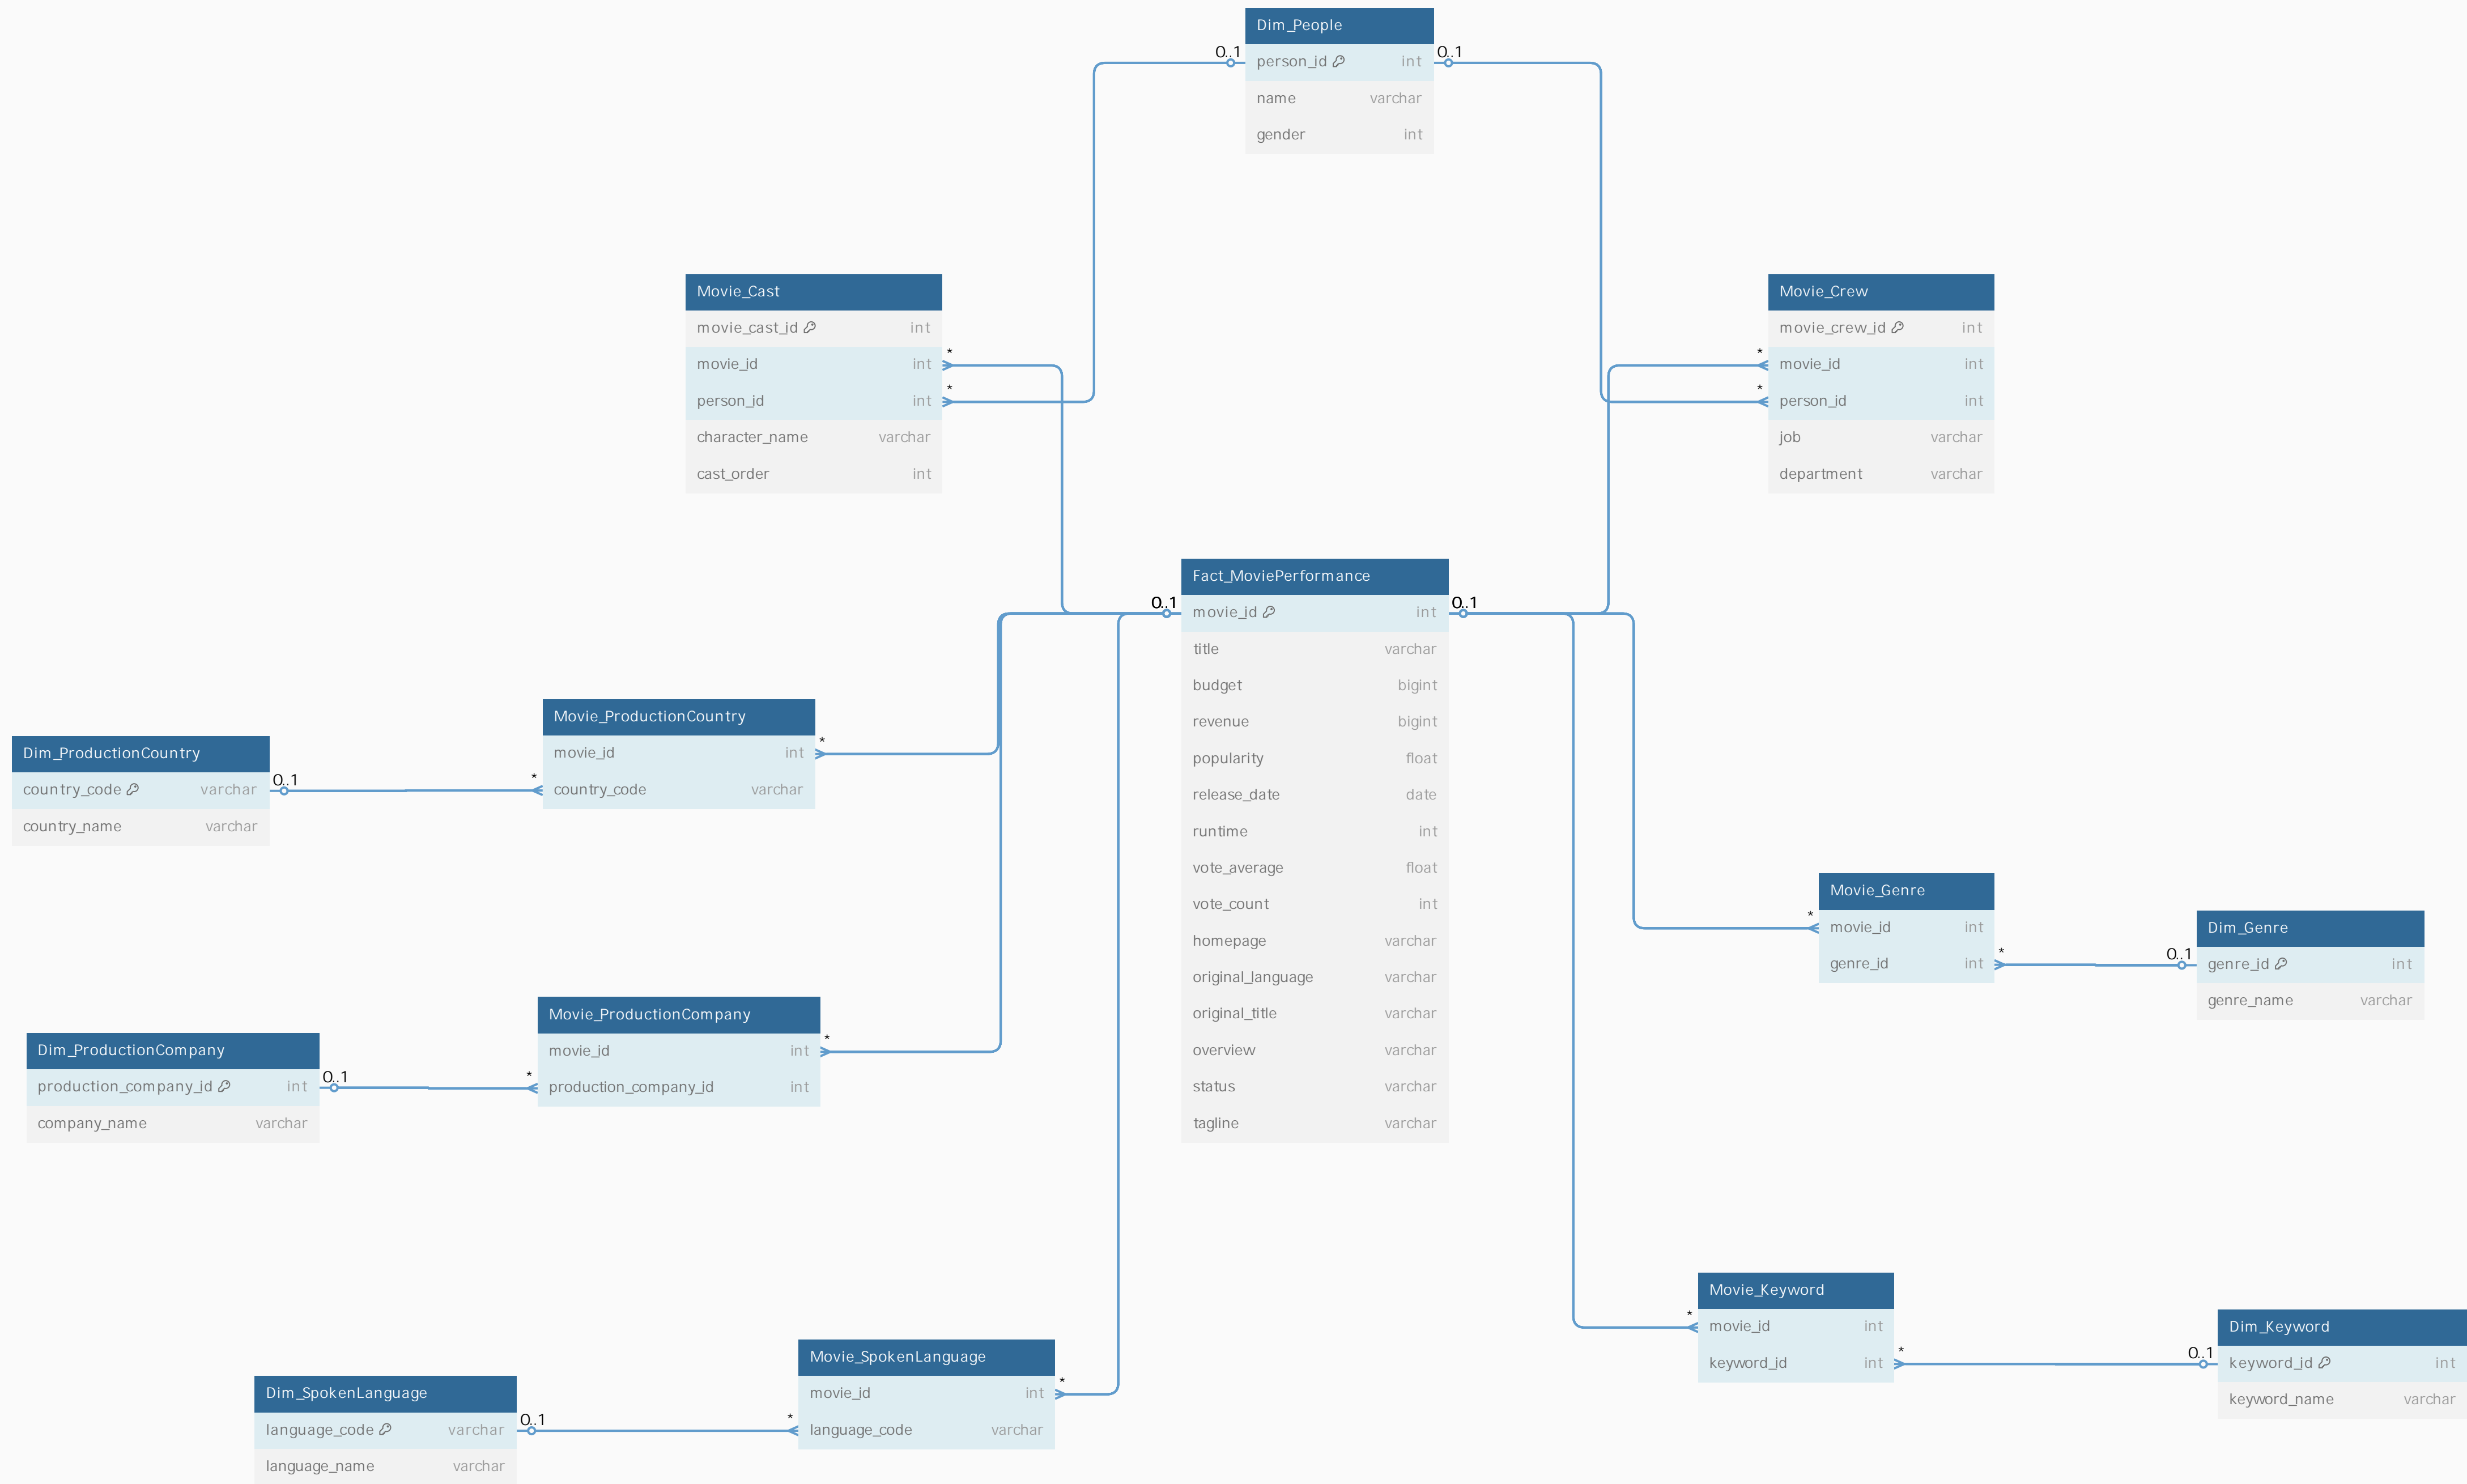 Dim_People
0..1 person_id int 0..1
name varchar
gender int
Movie_Cast
movie_cast_id int
movie_id int *
person_id int *
character_name varchar
cast_order int
Movie_Crew
movie_crew_id int
* movie_id int
* person_id int
job varchar
department varchar
Fact_MoviePerformance
0..1 movie_id int 0..1
title varchar
budget bigint
revenue bigint
popularity float
release_date date
runtime int
vote_average float
vote_count int
homepage varchar
original_language varchar
original_title varchar
overview varchar
status varchar
tagline varchar
Dim_ProductionCountry
country_code varchar 0..1
country_name varchar
Movie_ProductionCountry
movie_id int *
* country_code varchar
Movie_Genre
* movie_id int
genre_id int *
Dim_Genre
0..1 genre_id int
genre_name varchar
Dim_ProductionCompany
production_company_id int 0..1
company_name varchar
Movie_ProductionCompany
movie_id int *
* production_company_id int
Movie_Keyword
* movie_id int
keyword_id int *
Dim_Keyword
0..1 keyword_id int
keyword_name varchar
Dim_SpokenLanguage
language_code varchar 0..1
language_name varchar
Movie_SpokenLanguage
movie_id int *
* language_code varchar